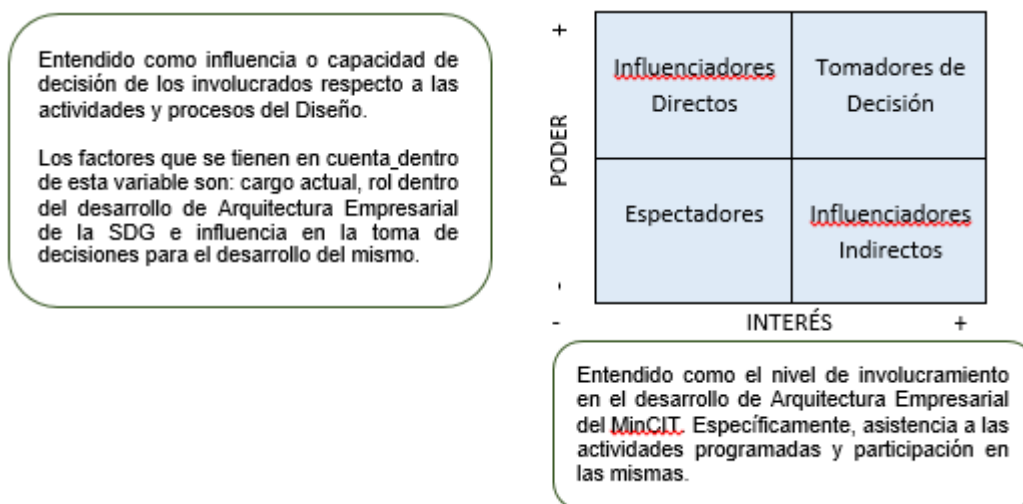 Entendido como influencia o capacidad de
decisión de los involucrados respecto a las
actividades y procesos del Diseño.
Los factores que se tienen en cuenta dentro
de esta variable son: cargo actual, rol dentro
del desarrollo de Arquitectura Empresarial
de la SDG e influencia en la toma de
decisiones para el desarrollo del mismo.
+
PODER
-
Influenciadores
Directos
Tomadores de
Decisión
Espectadores
Influenciadores
Indirectos
- INTERÉS +
Entendido como el nivel de involucramiento
en el desarrollo de Arquitectura Empresarial
del MinCIT. Específicamente, asistencia a las
actividades programadas y participación en
las mismas.